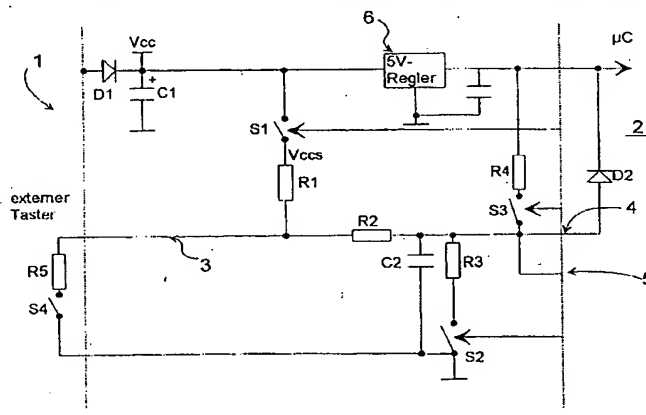 6
µC
Vcc
1
5V-
Regler
+
D1
C1
2
S1
Vccs
R4
D2
R1
externer
Taster
S3
4
R2
3
C2
R3
R5
S4
S2